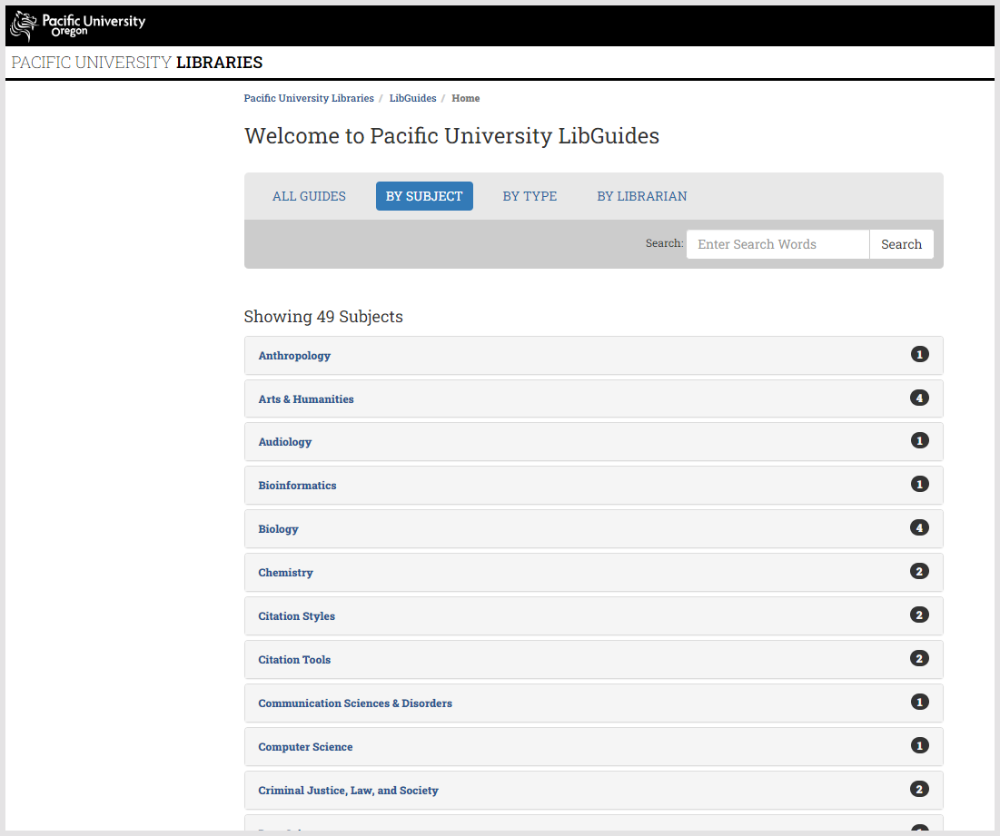 Pacific University
Oregon
PACIFIC UNIVERSITY LIBRARIES
Pacific University Libraries / LibGuides / Home
Welcome to Pacific University LibGuides
ALL GUIDES BY SUBJECT BY TYPE BY LIBRARIAN
Search: Enter Search Words Search
Showing 49 Subjects
Anthropology 1
Arts & Humanities 4
Audiology 1
Bioinformatics 1
Biology 4
Chemistry 2
Citation Styles 2
Citation Tools 2
Communication Sciences & Disorders 1
Computer Science 1
Criminal Justice, Law, and Society 2